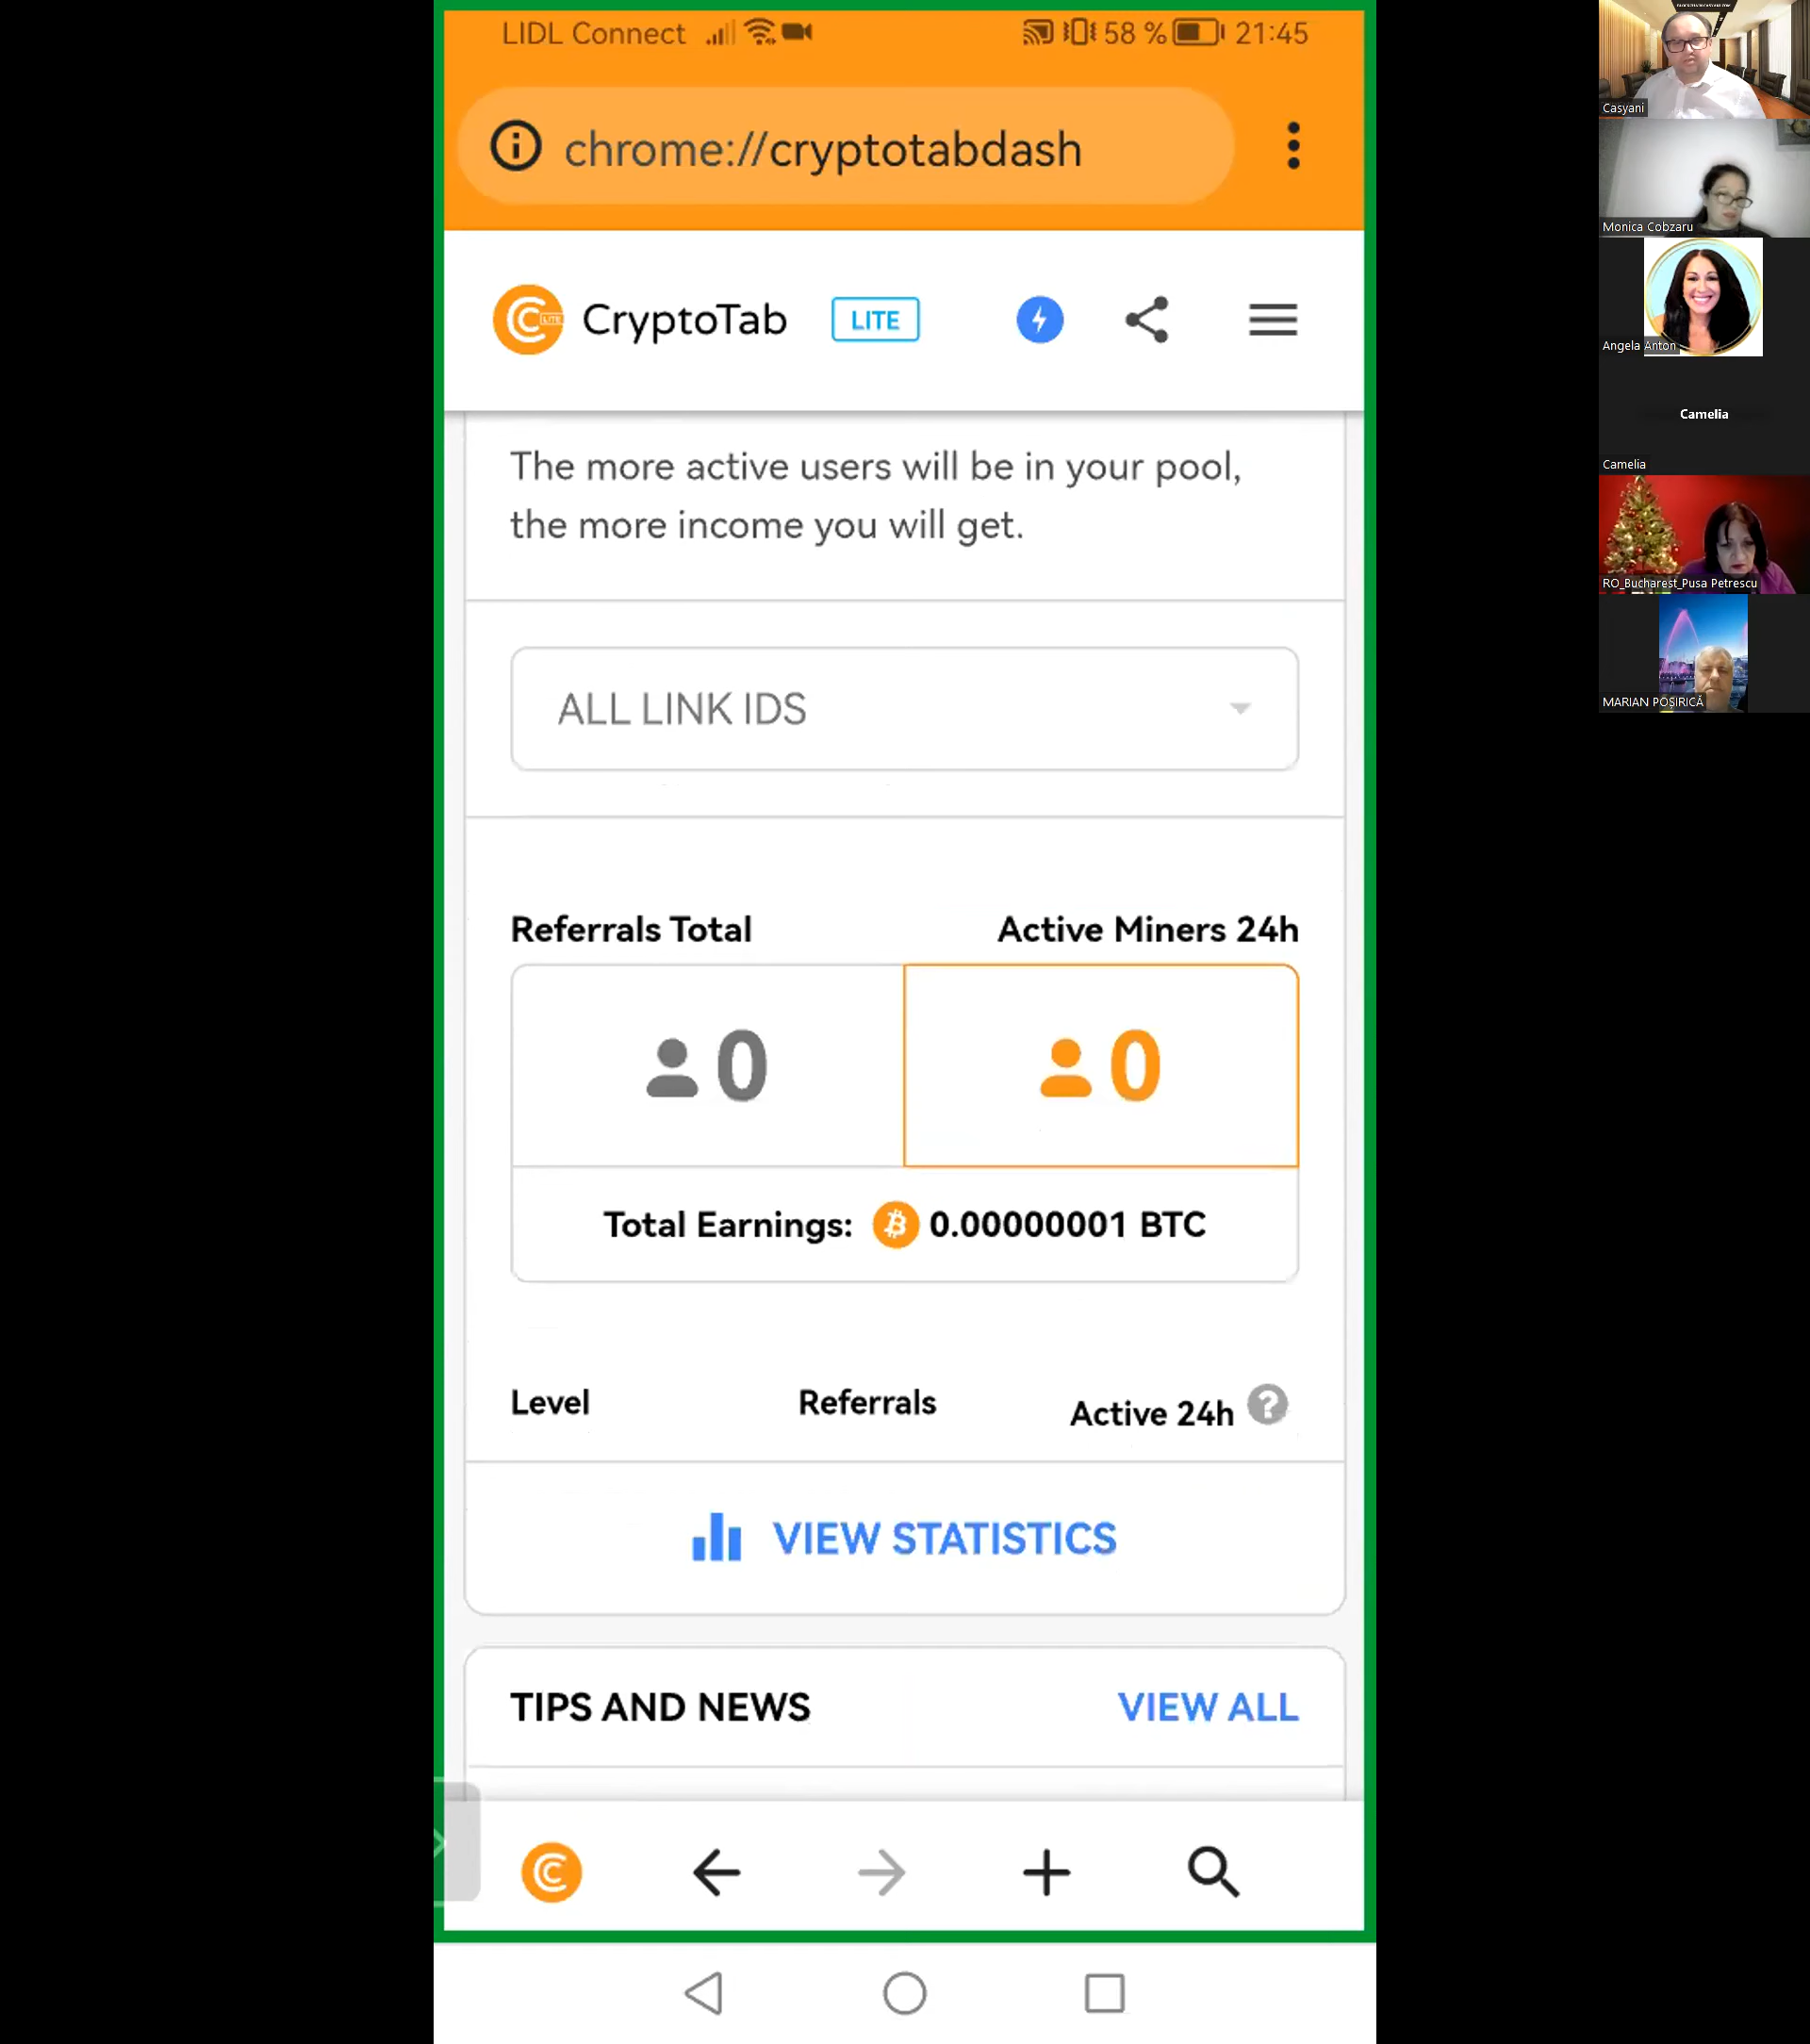 LIDL Connect
58 %
21:45
chrome://cryptotabdash
CryptoTab
LITE
The more active users will be in your pool,
the more income you will get.
ALL LINK IDS
Referrals Total
Active Miners 24h
0
0
Total Earnings: 0.00000001 BTC
Level
Referrals
Active 24h
VIEW STATISTICS
TIPS AND NEWS
VIEW ALL
Casyani
Monica Cobzaru
Angela Anton
Camelia
Camelia
RO_Bucharest_Pusa Petrescu
MARIAN POȘIRICĂ